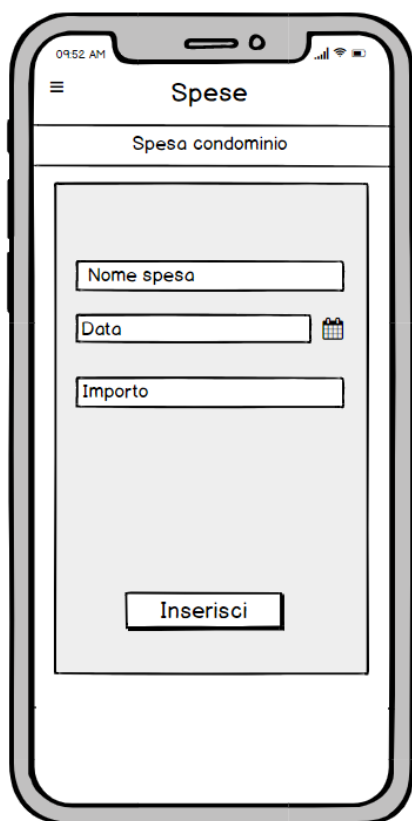 09:52 AM
Spese
Spesa condominio
Nome spesa
Data
Importo
Inserisci